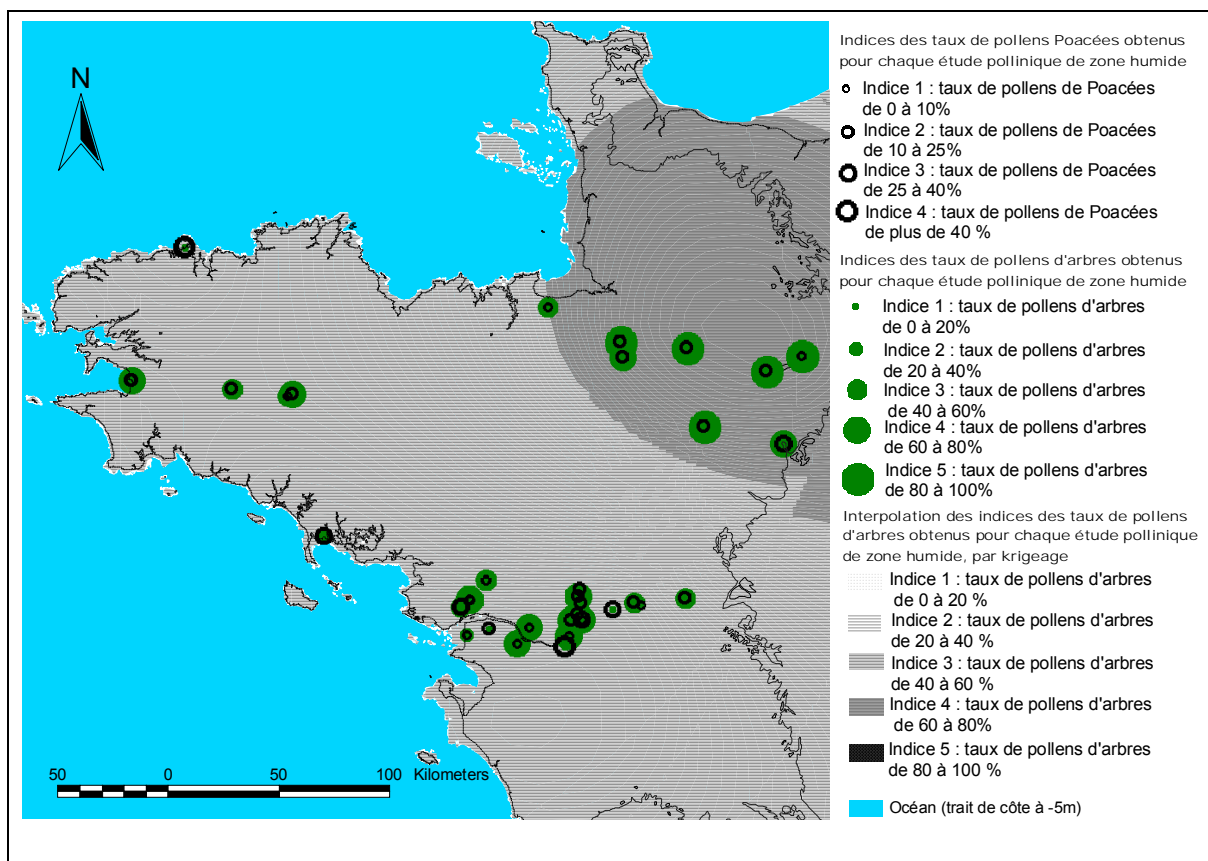 N
50 0 50 100 Kilometers
Indices des taux de pollens Poacées obtenus
pour chaque étude pollinique de zone humide
Indice 1 : taux de pollens de Poacées
de 0 à 10%
Indice 2 : taux de pollens de Poacées
de 10 à 25%
Indice 3 : taux de pollens de Poacées
de 25 à 40%
Indice 4 : taux de pollens de Poacées
de plus de 40 %
Indices des taux de pollens d'arbres obtenus
pour chaque étude pollinique de zone humide
Indice 1 : taux de pollens d'arbres
de 0 à 20%
Indice 2 : taux de pollens d'arbres
de 20 à 40%
Indice 3 : taux de pollens d'arbres
de 40 à 60%
Indice 4 : taux de pollens d'arbres
de 60 à 80%
Indice 5 : taux de pollens d'arbres
de 80 à 100%
Interpolation des indices des taux de pollens
d'arbres obtenus pour chaque étude pollinique
de zone humide, par krigeage
Indice 1 : taux de pollens d'arbres
de 0 à 20 %
Indice 2 : taux de pollens d'arbres
de 20 à 40 %
Indice 3 : taux de pollens d'arbres
de 40 à 60 %
Indice 4 : taux de pollens d'arbres
de 60 à 80%
Indice 5 : taux de pollens d'arbres
de 80 à 100 %
Océan (trait de côte à -5m)